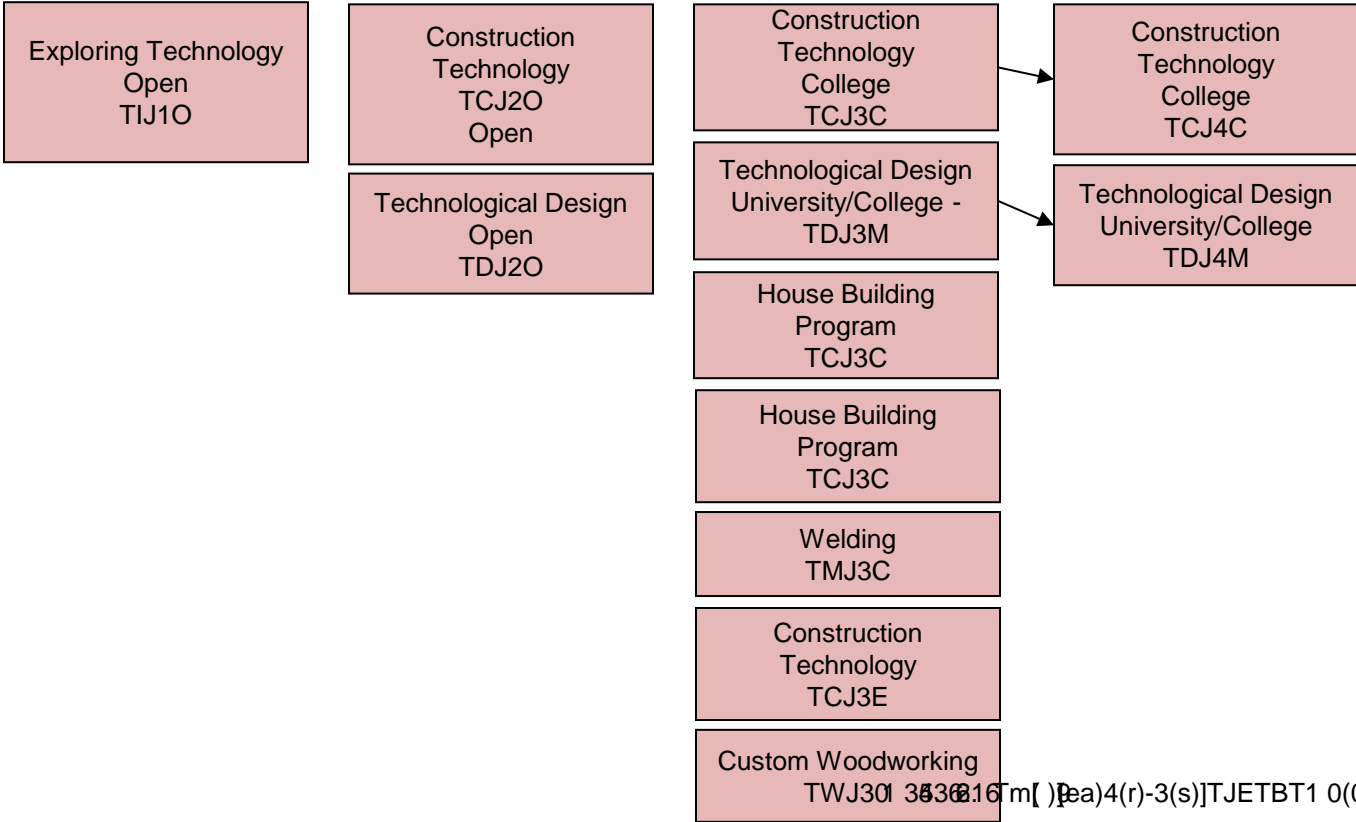 Exploring Technology
Open
TIJ1O
Construction
Technology
TCJ2O
Open
Technological Design
Open
TDJ2O
Construction
Technology
College
TCJ3C
Technological Design
University/College -
TDJ3M
House Building
Program
TCJ3C
House Building
Program
TCJ3C
Welding
TMJ3C
Construction
Technology
TCJ3E
Custom Woodworking
TWJ30
Construction
Technology
College
TCJ4C
Technological Design
University/College
TDJ4M